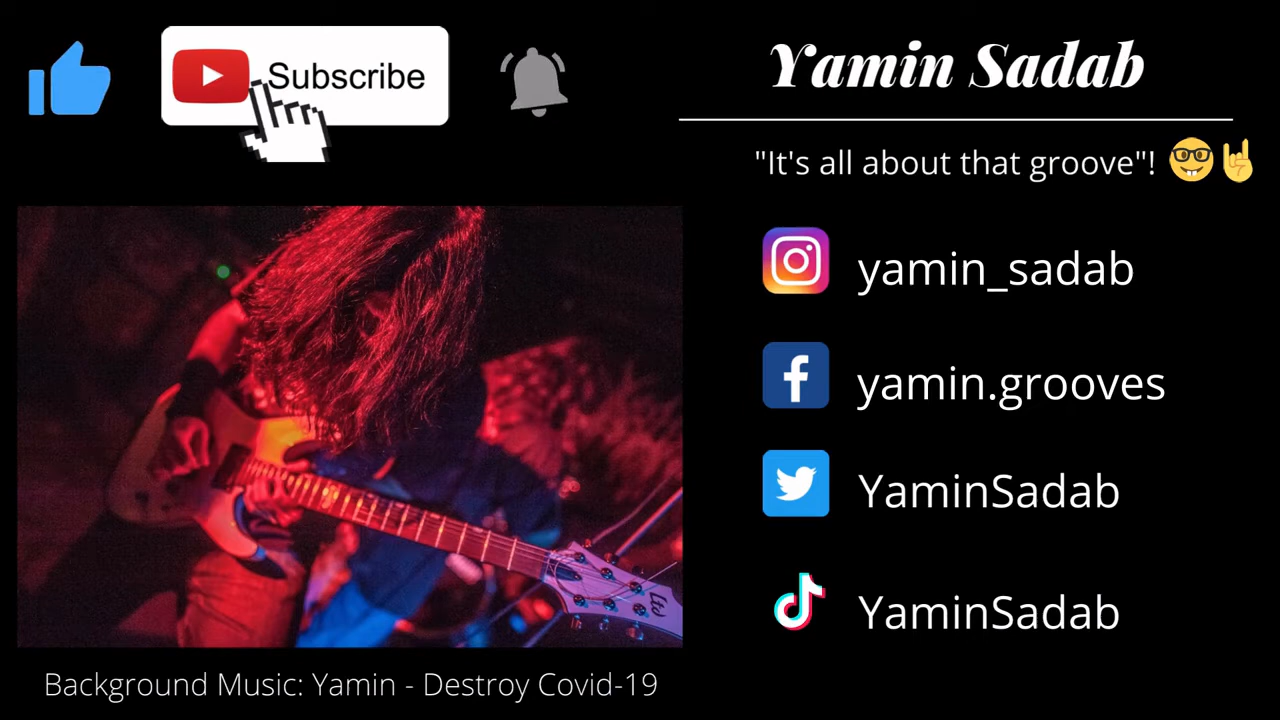 Subscribe
Yamin Sadab
"It's all about that groove"! 🤓🤘
yamin_sadab
yamin.grooves
YaminSadab
YaminSadab
Ltd
Background Music: Yamin - Destroy Covid-19